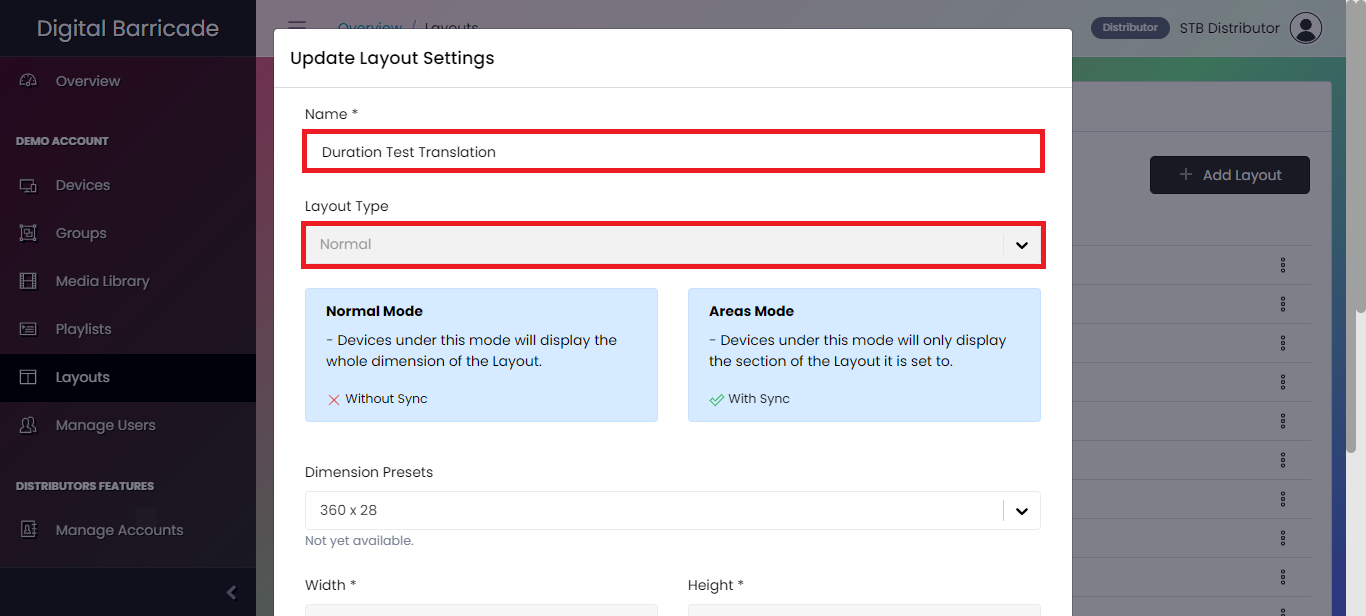 Digital Barricade
Overview / Layouts
Distributor
STB Distributor
Overview
DEMO ACCOUNT
Devices
Groups
Media Library
Playlists
Layouts
Manage Users
DISTRIBUTORS FEATURES
Manage Accounts
Update Layout Settings
Name *
Duration Test Translation
Layout Type
Normal
Normal Mode
- Devices under this mode will display the
whole dimension of the Layout.
Without Sync
Areas Mode
- Devices under this mode will only display
the section of the Layout it is set to.
With Sync
Dimension Presets
360 x 28
Not yet available.
Width *
Height *
+ Add Layout